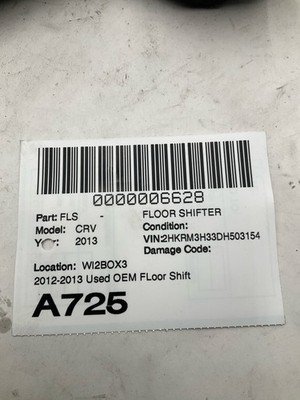 0000006628
Part: FLS - FLOOR SHIFTER
Model: CRV Condition:
Year: 2013 VIN:2HKRM3H33DH503154
Damage Code:
Location: WI2BOX3
2012-2013 Used OEM FLoor Shift
A725